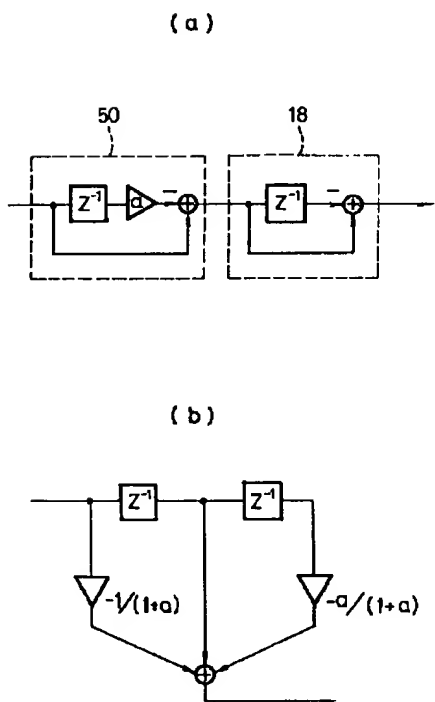 (a)
50
18
Z⁻¹
a
−
+
Z⁻¹
−
+
(b)
Z⁻¹
Z⁻¹
-1/(1+a)
-a/(1+a)
+